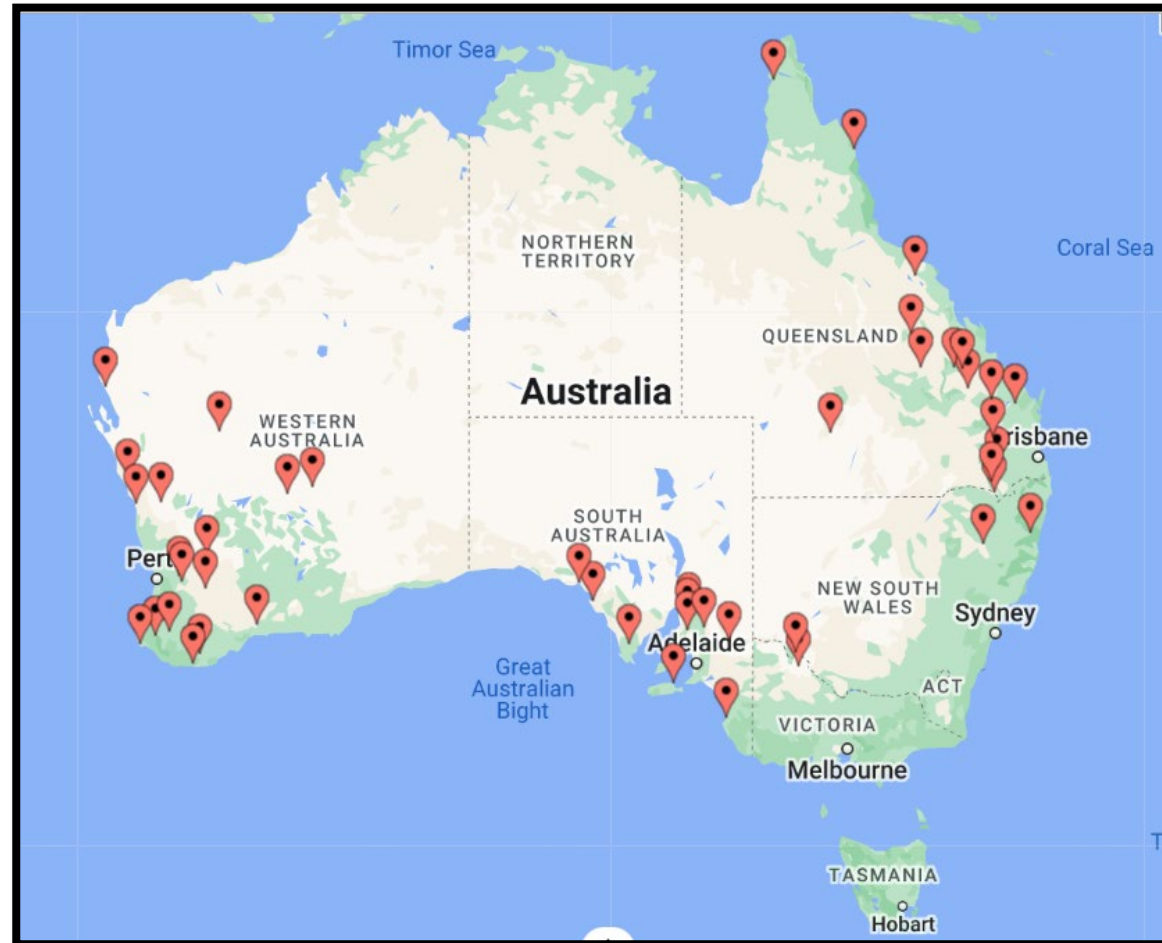 Timor Sea
NORTHERN
TERRITORY
Coral Sea
QUEENSLAND
Australia
WESTERN
AUSTRALIA
risbane
SOUTH
AUSTRALIA
Pert
NEW SOUTH
WALES
Sydney
Adelaide
Great
Australian
Bight
ACT
VICTORIA
Melbourne
T
TASMANIA
Hobart